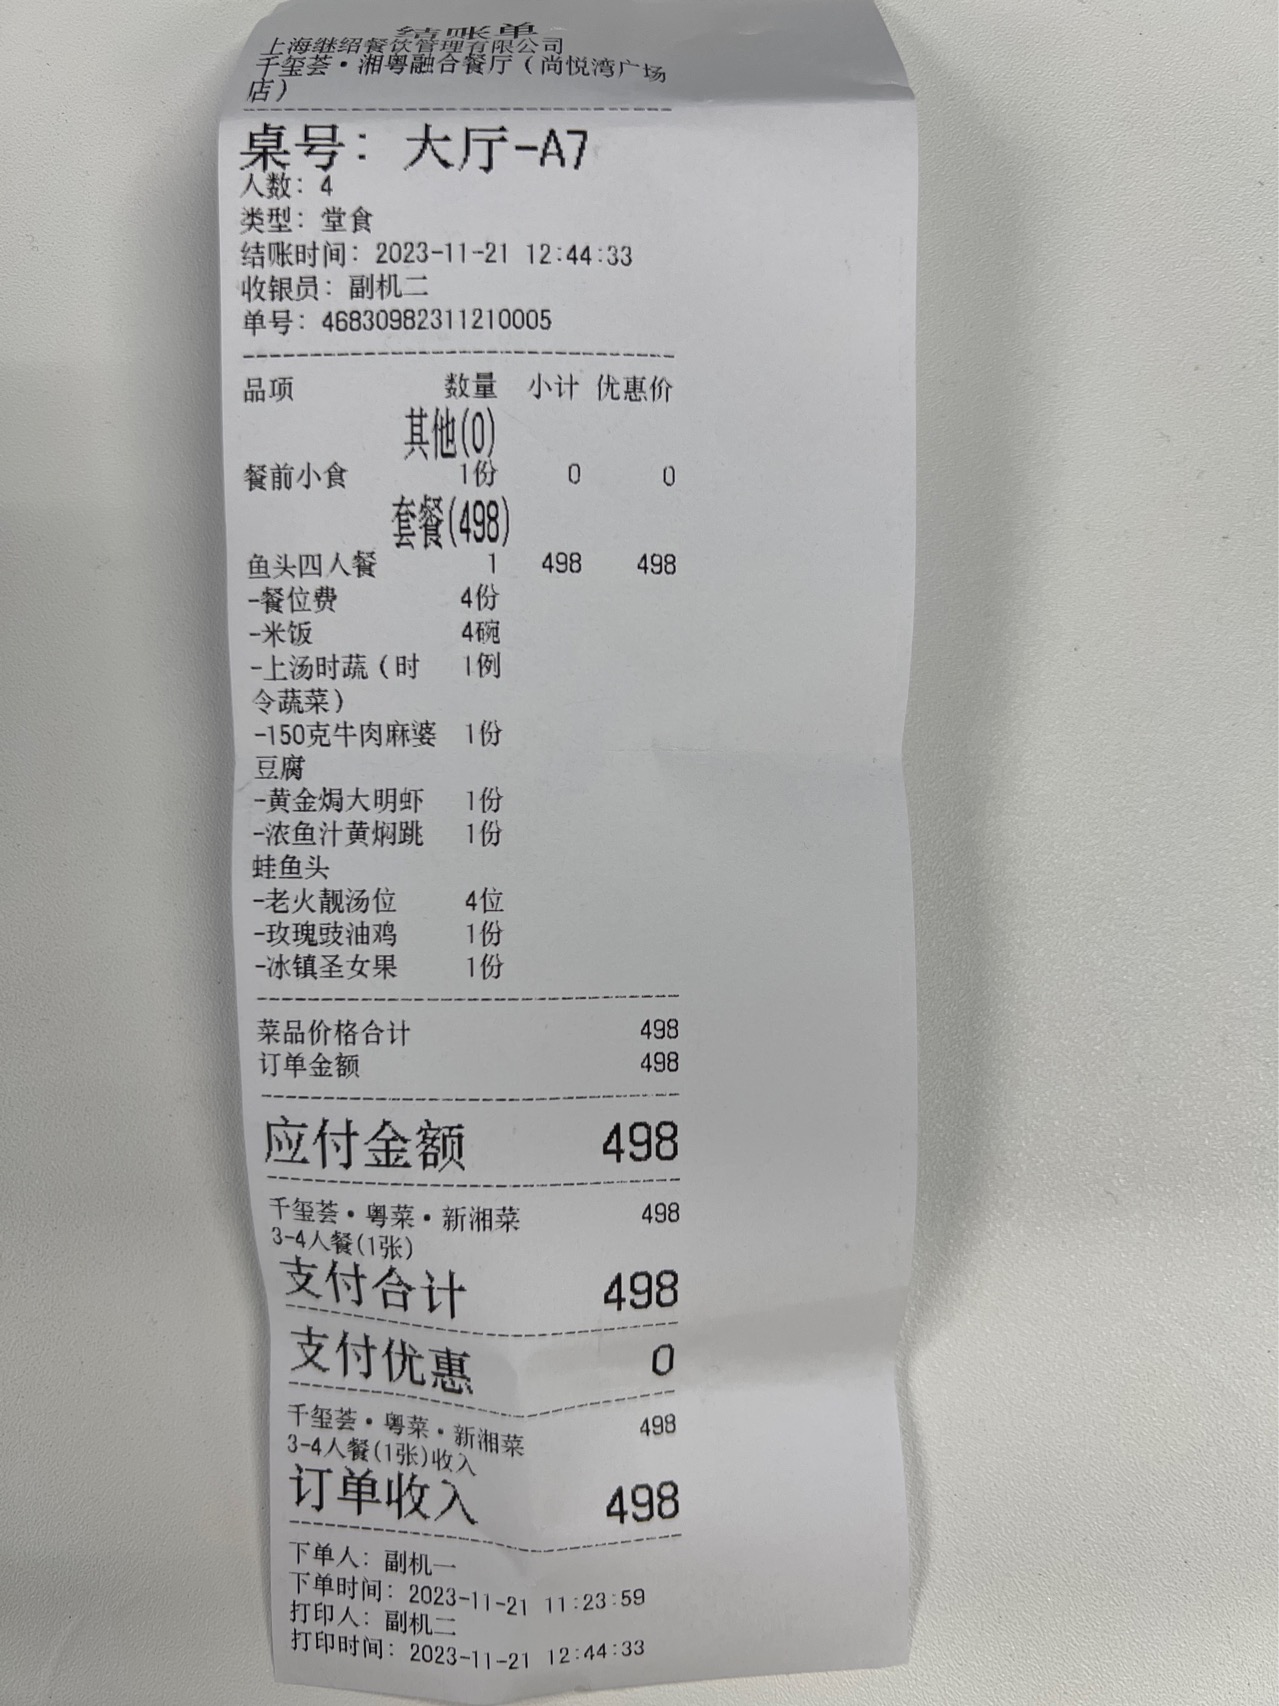 结账单
上海继绍餐饮管理有限公司
千玺荟·湘粤融合餐厅（尚悦湾广场
店）
桌号：大厅-A7
人数：4
类型：堂食
结账时间：2023-11-21 12:44:33
收银员：副机二
单号：46830982311210005
品项 数量 小计 优惠价
其他(0)
餐前小食 1份 0 0
套餐(498)
鱼头四人餐 1 498 498
-餐位费 4份
-米饭 4碗
-上汤时蔬（时 1例
令蔬菜）
-150克牛肉麻婆 1份
豆腐
-黄金焗大明虾 1份
-浓鱼汁黄焖跳 1份
蛙鱼头
-老火靓汤位 4位
-玫瑰豉油鸡 1份
-冰镇圣女果 1份
菜品价格合计 498
订单金额 498
应付金额 498
千玺荟·粤菜·新湘菜 498
3-4人餐(1张)
支付合计 498
支付优惠 0
千玺荟·粤菜·新湘菜 498
3-4人餐(1张)收入
订单收入 498
下单人：副机一
下单时间：2023-11-21 11:23:59
打印人：副机二
打印时间：2023-11-21 12:44:33